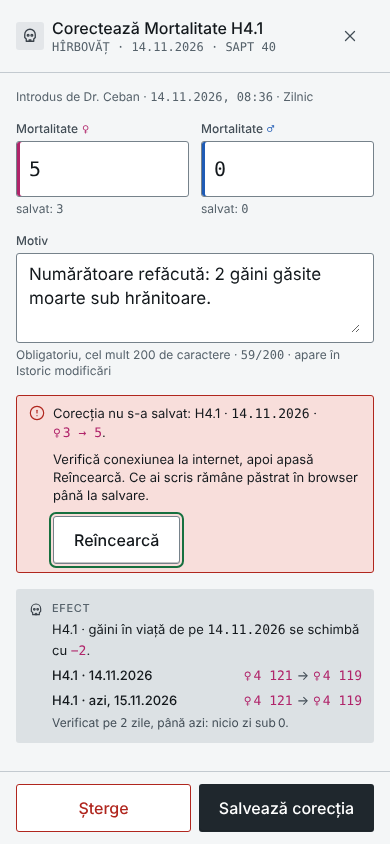 Corectează Mortalitate H4.1
HÎRBOVĂȚ · 14.11.2026 · SAPT 40
Introdus de Dr. Ceban · 14.11.2026, 08:36 · Zilnic
Mortalitate ♀ Mortalitate ♂
5 0
salvat: 3 salvat: 0
Motiv
Numărătoare refăcută: 2 găini găsite
moarte sub hrănitoare.
Obligatoriu, cel mult 200 de caractere · 59/200 · apare în
Istoric modificări
Corecția nu s-a salvat: H4.1 · 14.11.2026 ·
♀3 → 5.
Verifică conexiunea la internet, apoi apasă
Reîncearcă. Ce ai scris rămâne păstrat în browser
până la salvare.
Reîncearcă
EFECT
H4.1 · găini în viață de pe 14.11.2026 se schimbă
cu −2.
H4.1 · 14.11.2026 ♀4 121 → ♀4 119
H4.1 · azi, 15.11.2026 ♀4 121 → ♀4 119
Verificat pe 2 zile, până azi: nicio zi sub 0.
Șterge Salvează corecția